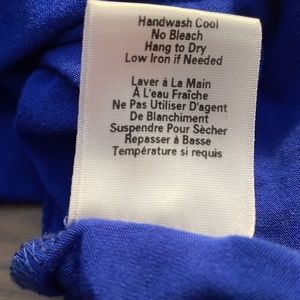 Handwash Cool
No Bleach
Hang to Dry
Low Iron if Needed
Laver à La Main
À L'eau Fraîche
Ne Pas Utiliser D'agent
De Blanchiment
Suspendre Pour Sécher
Repasser à Basse
Température si requis